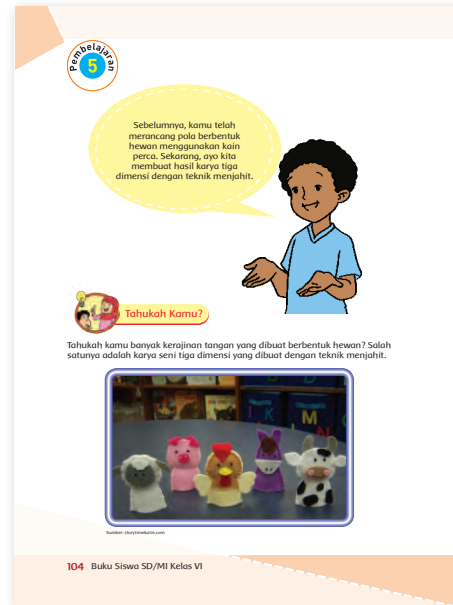 Pembelajaran
5
Sebelumnya, kamu telah
merancang pola berbentuk
hewan menggunakan kain
perca. Sekarang, ayo kita
membuat hasil karya tiga
dimensi dengan teknik menjahit.
Tahukah Kamu?
Tahukah kamu banyak kerajinan tangan yang dibuat berbentuk hewan? Salah
satunya adalah karya seni tiga dimensi yang dibuat dengan teknik menjahit.
I K M
N
Sumber: storytimekatie.com
104 Buku Siswa SD/MI Kelas VI